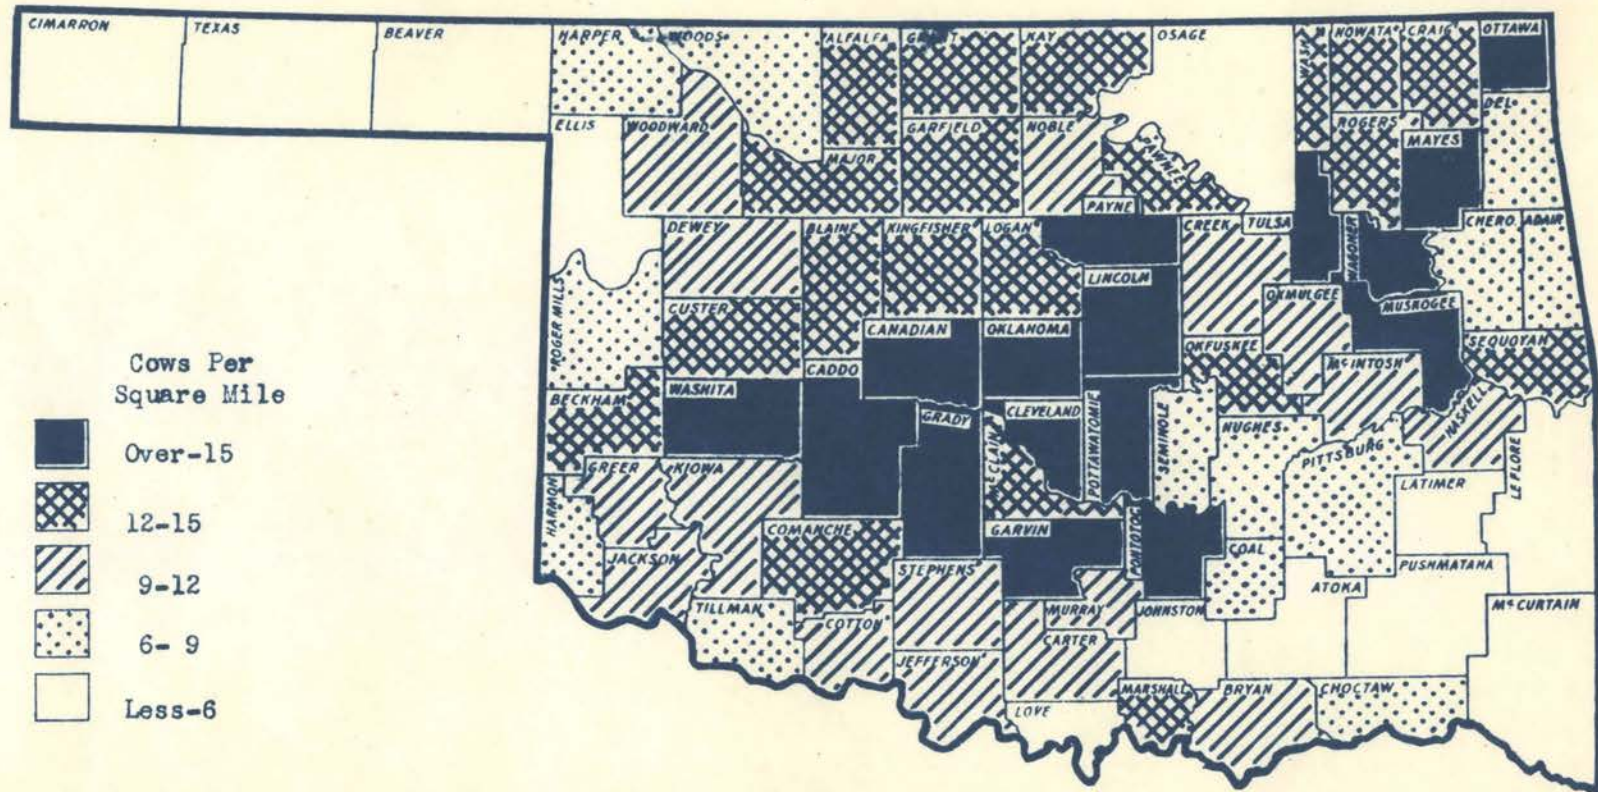 CIMARRON
TEXAS
BEAVER
HARPER
WOODS
ALFALFA
GRANT
KAY
OSAGE
WASH
NOWATA
CRAIG
OTTAWA
DEL.
ELLIS
WOODWARD
MAJOR
GARFIELD
NOBLE
PAWNEE
ROGERS
MAYES
PAYNE
DEWEY
BLAINE
KINGFISHER
LOGAN
CREEK
TULSA
WAGONER
CHERO.
ADAIR
LINCOLN
ROGER MILLS
CUSTER
CANADIAN
OKLAHOMA
OKMULGEE
MUSKOGEE
OKFUSKEE
McINTOSH
SEQUOYAH
BECKHAM
WASHITA
CADDO
GRADY
CLEVELAND
McCLAIN
POTTAWATOMIE
SEMINOLE
HUGHES
PITTSBURG
HASKELL
LE FLORE
LATIMER
HARMON
GREER
KIOWA
COMANCHE
GARVIN
PONTOTOC
COAL
JACKSON
STEPHENS
ATOKA
PUSHMATAHA
TILLMAN
COTTON
MURRAY
JOHNSTON
McCURTAIN
CARTER
JEFFERSON
MARSHALL
BRYAN
CHOCTAW
LOVE
Cows Per
Square Mile
Over-15
12-15
9-12
6- 9
Less-6